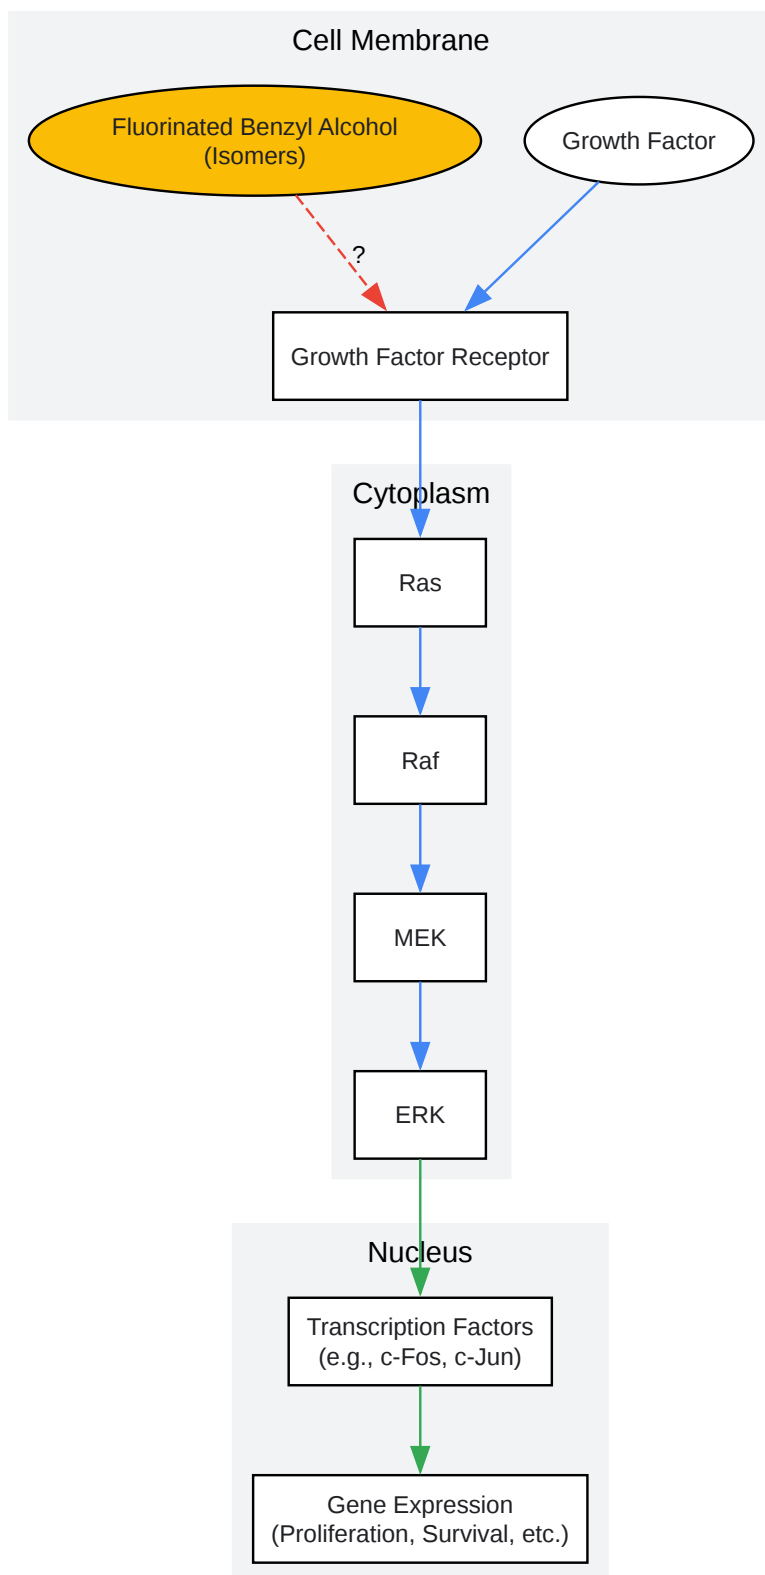 Cell Membrane
Fluorinated Benzyl Alcohol
(Isomers)
Growth Factor
?
Growth Factor Receptor
Cytoplasm
Ras
Raf
MEK
ERK
Nucleus
Transcription Factors
(e.g., c-Fos, c-Jun)
Gene Expression
(Proliferation, Survival, etc.)